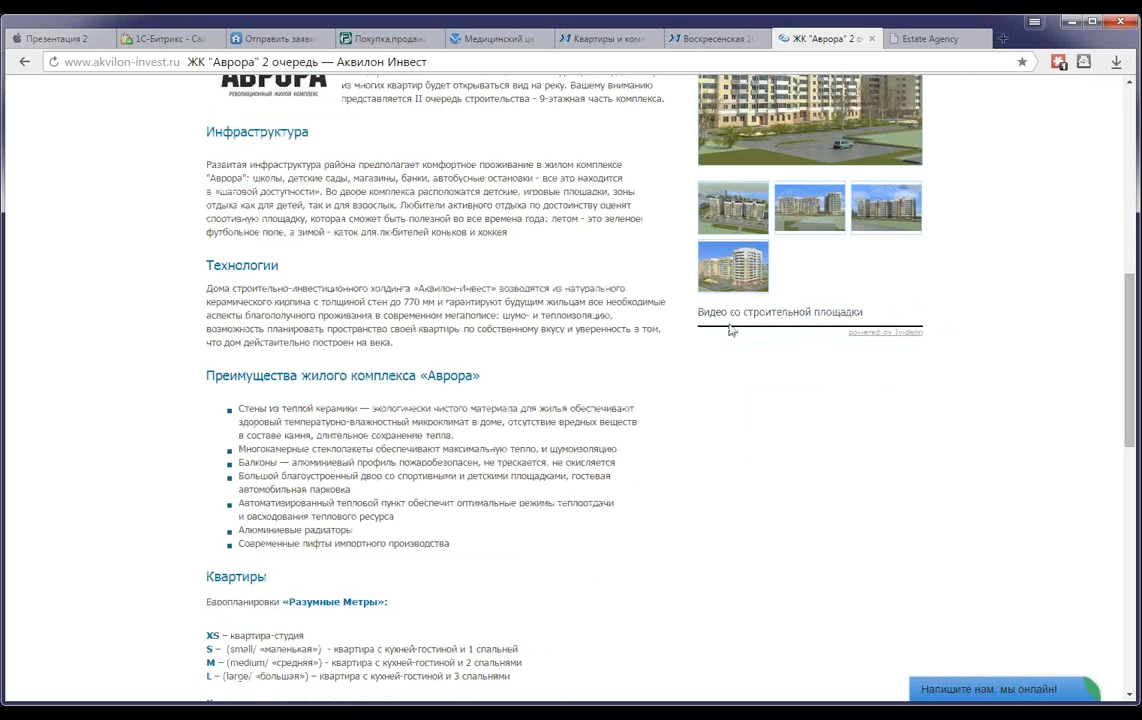 Презентация 2
1С-Битрикс - Сай
Отправить заявк
Покупка,продаж
Медицинский це
Квартиры и комн
Воскресенская 1
ЖК "Аврора" 2 о
Estate Agency
www.akvilon-invest.ru ЖК "Аврора" 2 очередь — Аквилон Инвест
АВРОРА
РЕВОЛЮЦИОННЫЙ ЖИЛОЙ КОМПЛЕКС
из многих квартир будет открываться вид на реку. Вашему вниманию
представляется II очередь строительства - 9-этажная часть комплекса.
Инфраструктура
Развитая инфраструктура района предполагает комфортное проживание в жилом комплексе
"Аврора": школы, детские сады, магазины, банки, автобусные остановки - все это находится
в «шаговой доступности». Во дворе комплекса расположатся детские, игровые площадки, зоны
отдыха как для детей, так и для взрослых. Любители активного отдыха по достоинству оценят
спортивную площадку, которая сможет быть полезной во все времена года: летом - это зеленое
футбольное поле, а зимой - каток для любителей коньков и хоккея
Технологии
Дома строительно-инвестиционного холдинга «Аквилон-Инвест» возводятся из натурального
керамического кирпича с толщиной стен до 770 мм и гарантируют будущим жильцам все необходимые
аспекты благополучного проживания в современном мегаполисе: шумо- и теплоизоляцию,
возможность планировать пространство своей квартиры по собственному вкусу и уверенность в том,
что дом действительно построен на века.
Преимущества жилого комплекса «Аврора»
Стены из теплой керамики — экологически чистого материала для жилья обеспечивают
здоровый температурно-влажностный микроклимат в доме, отсутствие вредных веществ
в составе камня, длительное сохранение тепла.
Многокамерные стеклопакеты обеспечивают максимальную тепло, и шумоизоляцию
Балконы — алюминиевый профиль пожаробезопасен, не трескается, не окисляется
Большой благоустроенный двор со спортивными и детскими площадками, гостевая
автомобильная парковка
Автоматизированный тепловой пункт обеспечит оптимальные режимы теплоотдачи
и расходования теплового ресурса
Алюминиевые радиаторы
Современные лифты импортного производства
Квартиры
Европланировки «Разумные Метры»:
XS – квартира-студия
S – (small/ «маленькая») - квартира с кухней-гостиной и 1 спальней
M – (medium/ «средняя») - квартира с кухней-гостиной и 2 спальнями
L – (large/ «большая») – квартира с кухней-гостиной и 3 спальнями
Видео со строительной площадки
powered by Ivideon
Напишите нам, мы онлайн!